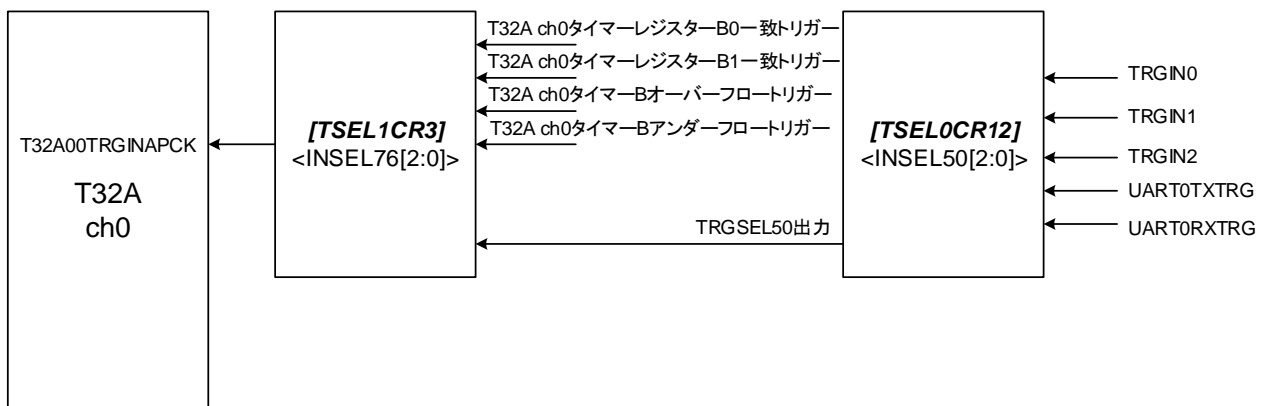 T32A00TRGINAPCK
T32A
ch0
[TSEL1CR3]
<INSEL76[2:0]>
T32A ch0タイマーレジスターB0一致トリガー
T32A ch0タイマーレジスターB1一致トリガー
T32A ch0タイマーBオーバーフロートリガー
T32A ch0タイマーBアンダーフロートリガー
TRGSEL50出力
[TSEL0CR12]
<INSEL50[2:0]>
TRGIN0
TRGIN1
TRGIN2
UART0TXTRG
UART0RXTRG